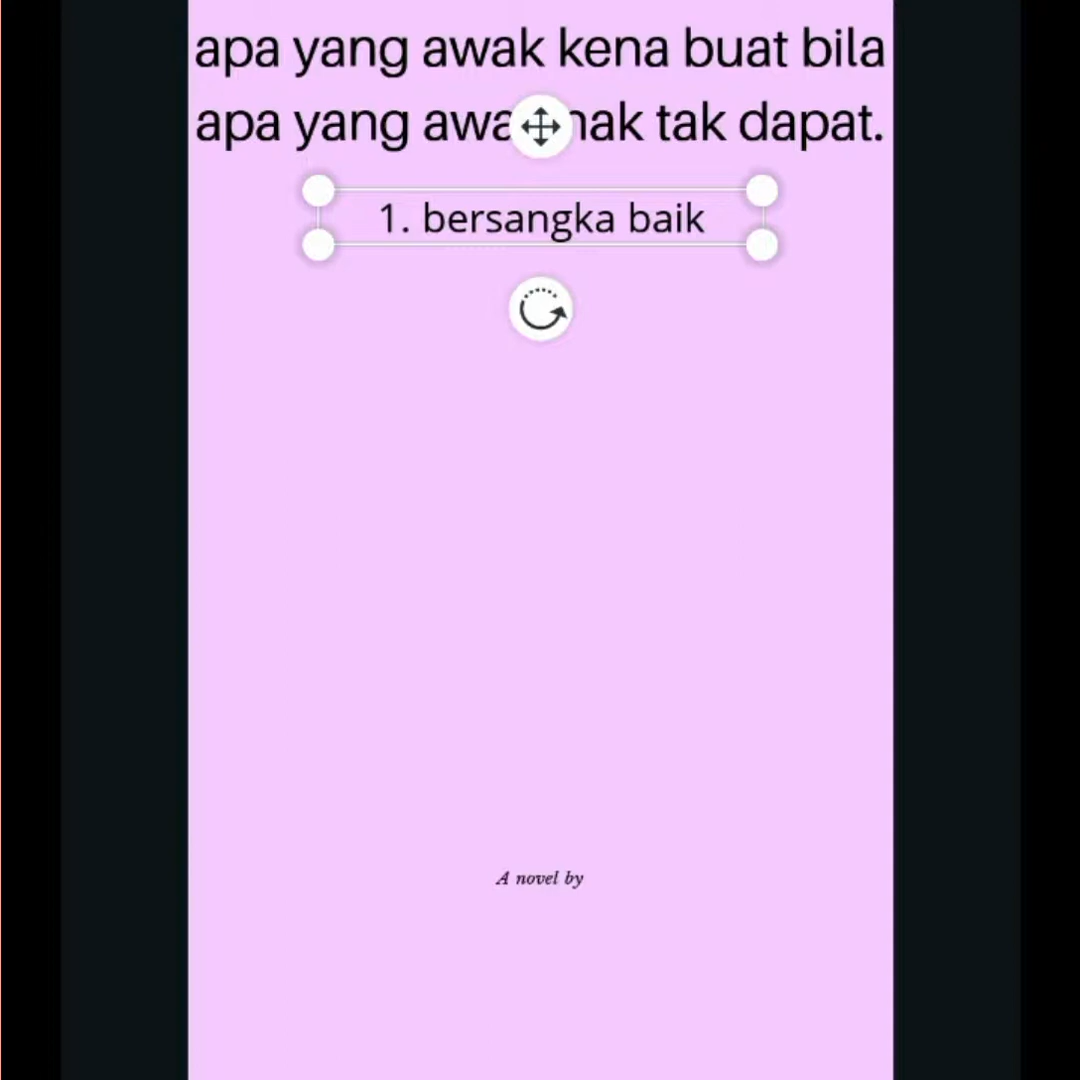 apa yang awak kena buat bila
apa yang nak tak dapat.
1. bersangka baik
A novel by